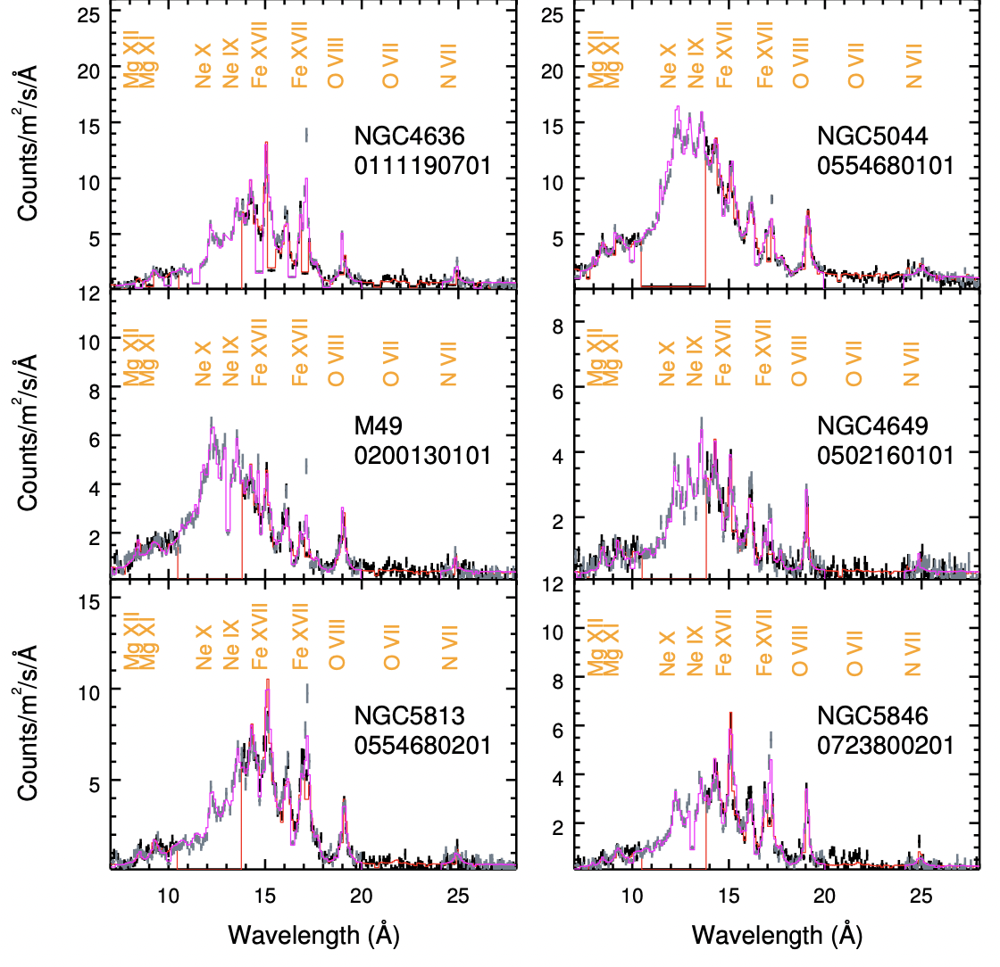 25
20
15
10
5
Counts/m²/s/Å
Mg XII
Mg XI
Ne X
Ne IX
Fe XVII
Fe XVII
O VIII
O VII
N VII
NGC4636
0111190701
25
20
15
10
5
Mg XII
Mg XI
Ne X
Ne IX
Fe XVII
Fe XVII
O VIII
O VII
N VII
NGC5044
0554680101
12
10
8
6
4
2
Counts/m²/s/Å
Mg XII
Mg XI
Ne X
Ne IX
Fe XVII
Fe XVII
O VIII
O VII
N VII
M49
0200130101
8
6
4
2
Mg XII
Mg XI
Ne X
Ne IX
Fe XVII
Fe XVII
O VIII
O VII
N VII
NGC4649
0502160101
15
10
5
Counts/m²/s/Å
Mg XII
Mg XI
Ne X
Ne IX
Fe XVII
Fe XVII
O VIII
O VII
N VII
NGC5813
0554680201
10
15
20
25
Wavelength (Å)
12
10
8
6
4
2
Mg XII
Mg XI
Ne X
Ne IX
Fe XVII
Fe XVII
O VIII
O VII
N VII
NGC5846
0723800201
10
15
20
25
Wavelength (Å)